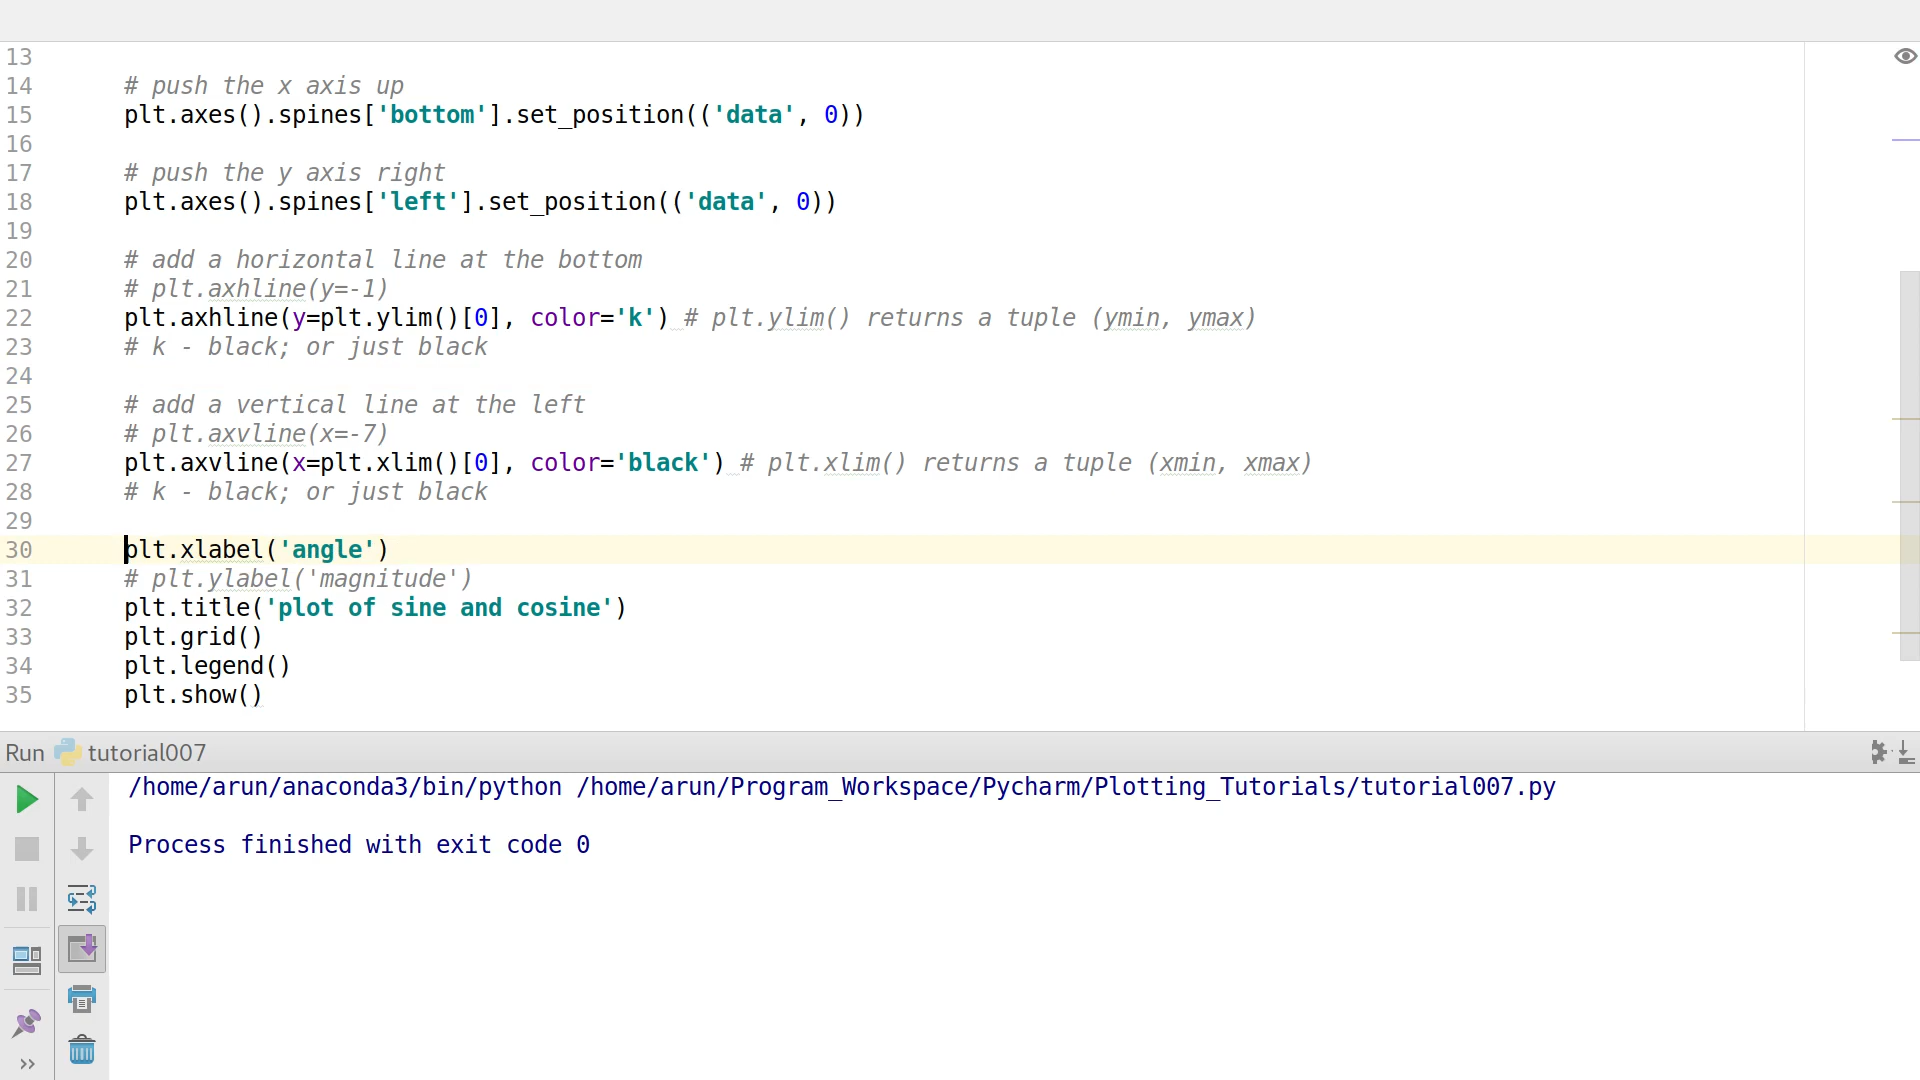 13
14 # push the x axis up
15 plt.axes().spines['bottom'].set_position(('data', 0))
16
17 # push the y axis right
18 plt.axes().spines['left'].set_position(('data', 0))
19
20 # add a horizontal line at the bottom
21 # plt.axhline(y=-1)
22 plt.axhline(y=plt.ylim()[0], color='k') # plt.ylim() returns a tuple (ymin, ymax)
23 # k - black; or just black
24
25 # add a vertical line at the left
26 # plt.axvline(x=-7)
27 plt.axvline(x=plt.xlim()[0], color='black') # plt.xlim() returns a tuple (xmin, xmax)
28 # k - black; or just black
29
30 plt.xlabel('angle')
31 # plt.ylabel('magnitude')
32 plt.title('plot of sine and cosine')
33 plt.grid()
34 plt.legend()
35 plt.show()
Run tutorial007
/home/arun/anaconda3/bin/python /home/arun/Program_Workspace/Pycharm/Plotting_Tutorials/tutorial007.py
Process finished with exit code 0